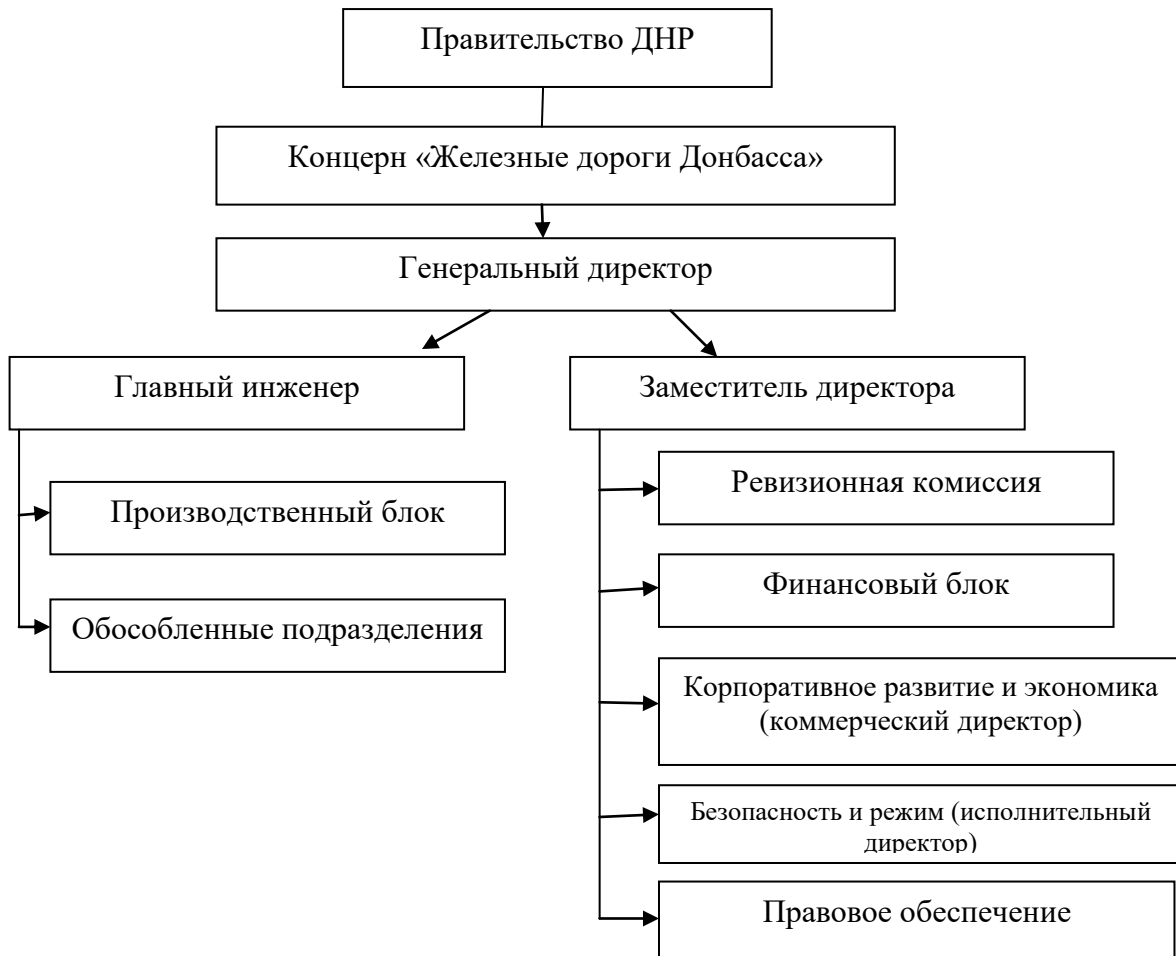 Правительство ДНР
Концерн «Железные дороги Донбасса»
Генеральный директор
Главный инженер
Производственный блок
Обособленные подразделения
Заместитель директора
Ревизионная комиссия
Финансовый блок
Корпоративное развитие и экономика
(коммерческий директор)
Безопасность и режим (исполнительный
директор)
Правовое обеспечение